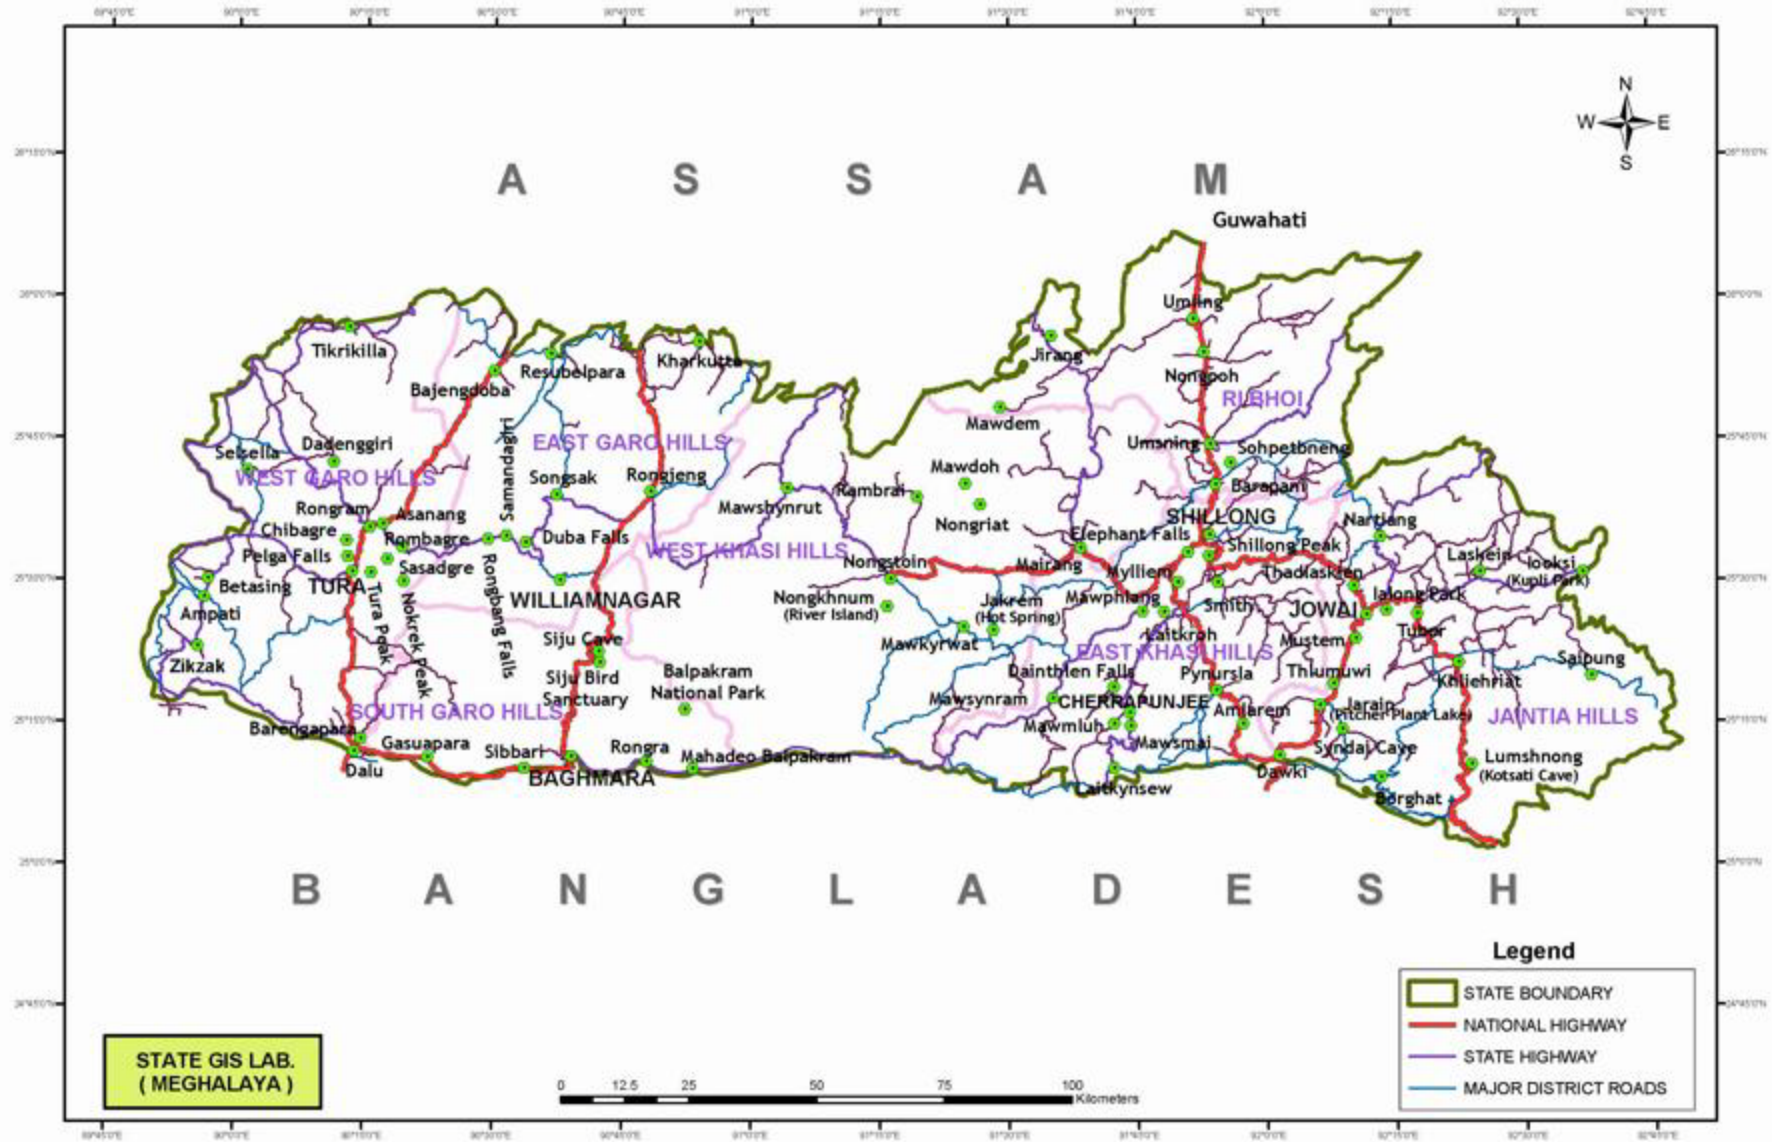 N
W E
S
A S S A M
Guwahati
Umling
Tikrikilla
Kharkutta
Jirang
Resubelpara
Bajengdoba
Nongpoh
RI BHOI
Mawdem
Samendagiri
Dadenggiri
EAST GARO HILLS
Umsning
Sohpetbneng
Selsella
WEST GARO HILLS
Songsak
Rongjeng
Mawdoh
Barapani
Rambrai
Mawshynrut
Rongram
Asanang
SHILLONG
Nartiang
Nongriat
Chibagre
Rombagre
Duba Falls
Elephant Falls
Shillong Peak
WEST KHASI HILLS
Pelga Falls
Nongstoin
Mairang
Laskein
Iooksi
(Kupli Park)
Sasadgre
Mylliem
Thadlaskien
Betasing
TURA
Rongbang Falls
WILLIAMNAGAR
Nongkhnum
(River Island)
Jakrem
(Hot Spring)
Mawphlang
Smith
JOWAI
Ialong Park
Ampati
Tura Peak
Nokrek Peak
Siju Cave
Mawkyrwat
Laitkroh
Mustem
Tuber
EAST KHASI HILLS
Zikzak
Siju Bird
Sanctuary
Balpakram
National Park
Dainthlen Falls
Pynursla
Thlumuwi
Khliehriat
Saipung
Mawsynram
CHERRAPUNJEE
Amlarem
Jarain
(Pitcher Plant Lake)
SOUTH GARO HILLS
JAINTIA HILLS
Barengapara
Mawmluh
Mawsmai
Gasuapara
Sibbari
Rongra
Mahadeo
Balpakram
Syndai Cave
Lumshnong
(Kotsati Cave)
Dalu
BAGHMARA
Dawki
Laitkynsew
Borghat
B A N G L A D E S H
Legend
STATE BOUNDARY
NATIONAL HIGHWAY
STATE HIGHWAY
MAJOR DISTRICT ROADS
STATE GIS LAB.
( MEGHALAYA )
0 12.5 25 50 75 100
Kilometers